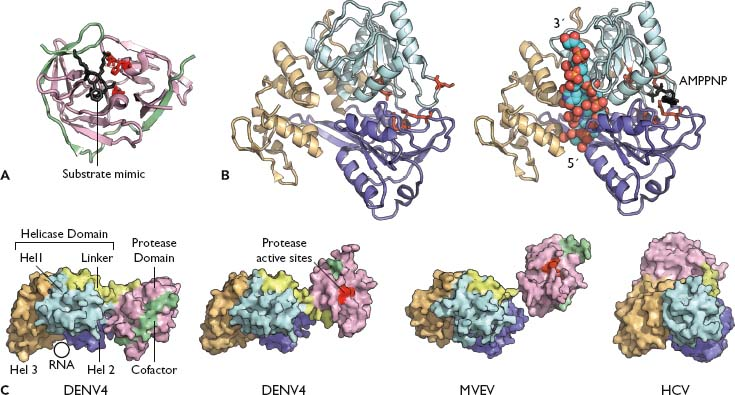 3´
AMPPNP
5´
Substrate mimic
A
B
Helicase Domain
Hel1
Linker
Protease
Domain
Protease
active sites
Hel 3
RNA
Hel 2
Cofactor
C
DENV4
DENV4
MVEV
HCV